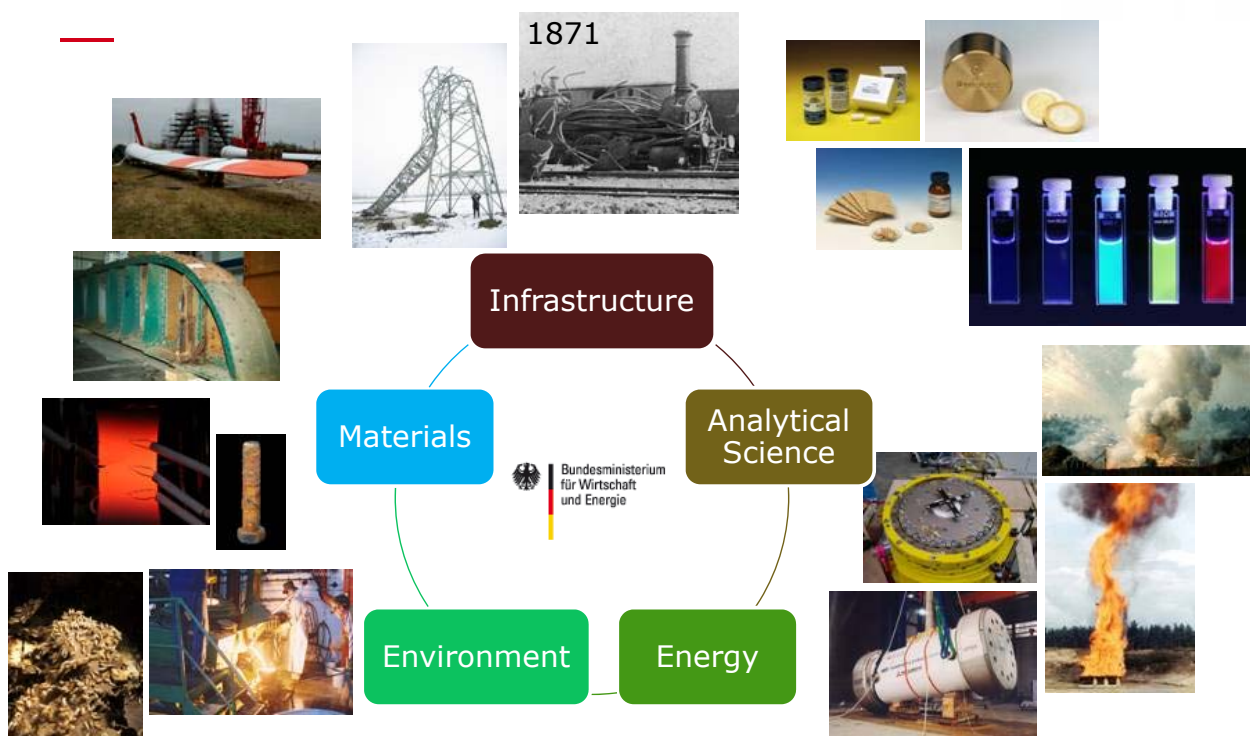 1871
Infrastructure
Materials
Analytical
Science
Bundesministerium
für Wirtschaft
und Energie
Environment
Energy